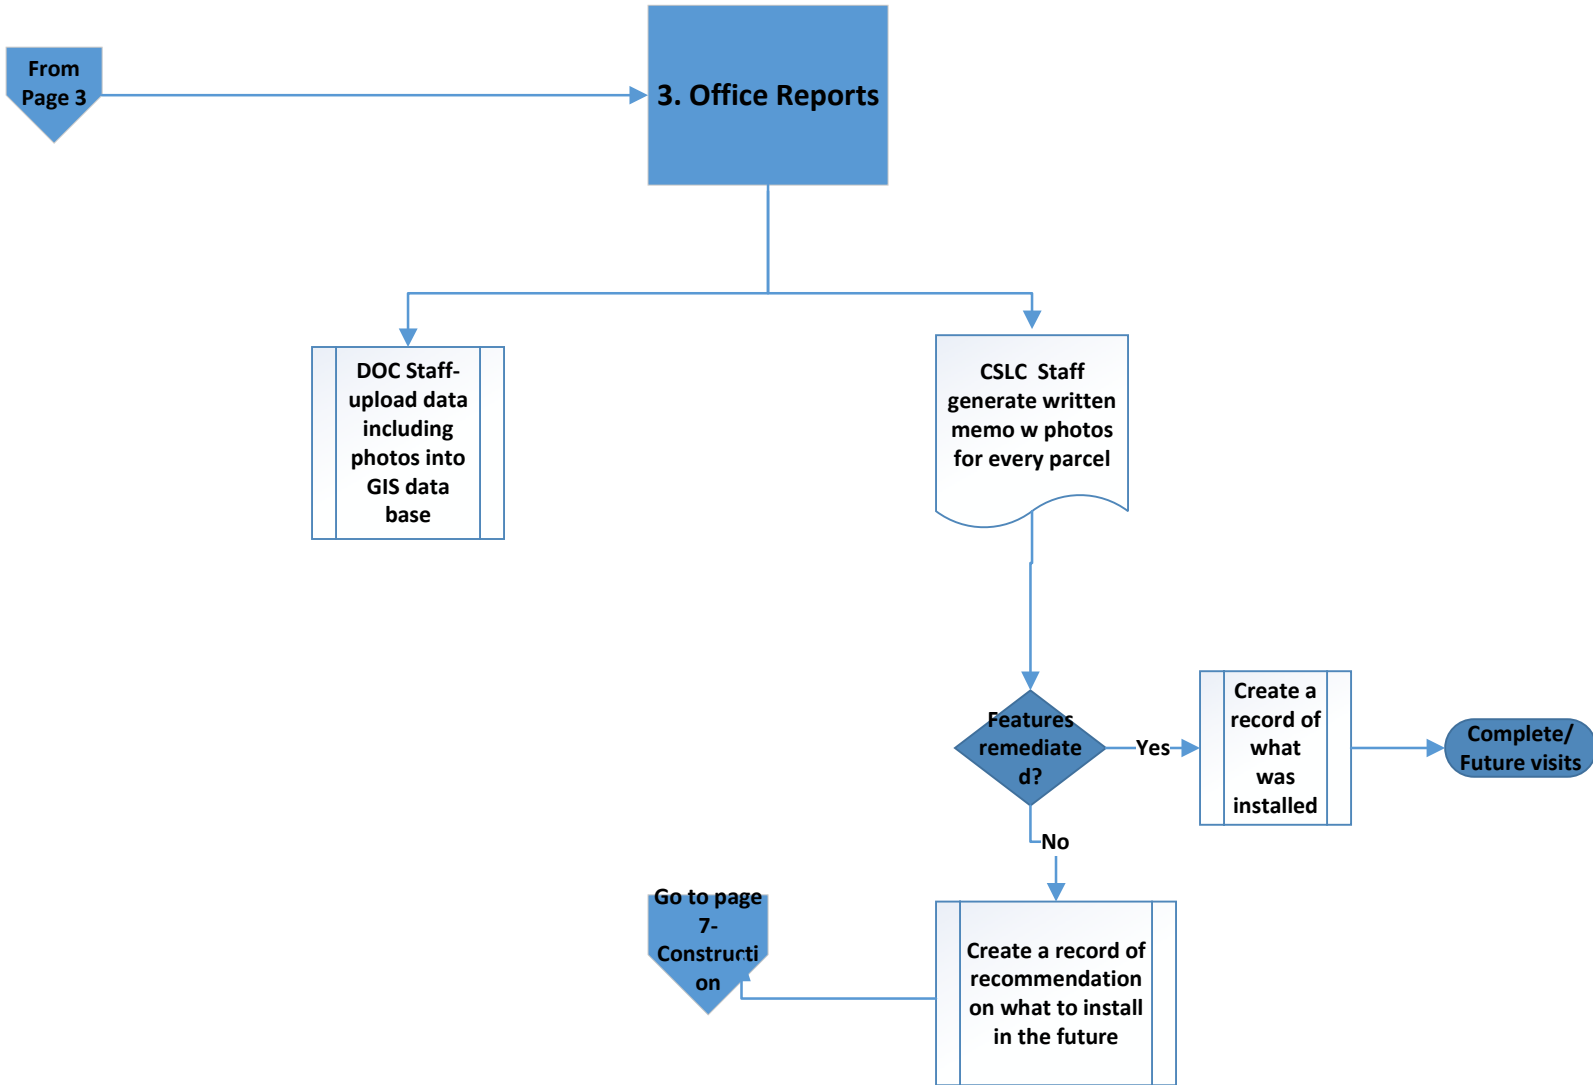 From
Page 3
3. Office Reports
DOC Staff-
upload data
including
photos into
GIS data
base
CSLC  Staff
generate written
memo w photos
for every parcel
Features
remediate
d?
Yes
Create a
record of
what
was
installed
Complete/
Future visits
No
Go to page
7-
Constructi
on
Create a record of
recommendation
on what to install
in the future